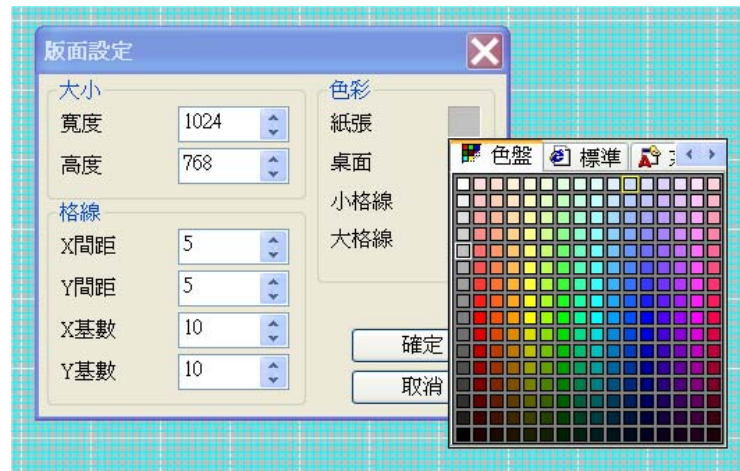 版面設定
大小
寬度 1024
高度 768
格線
X間距 5
Y間距 5
X基數 10
Y基數 10
色彩
紙張
桌面
小格線
大格線
確定
取消
色盤 標準